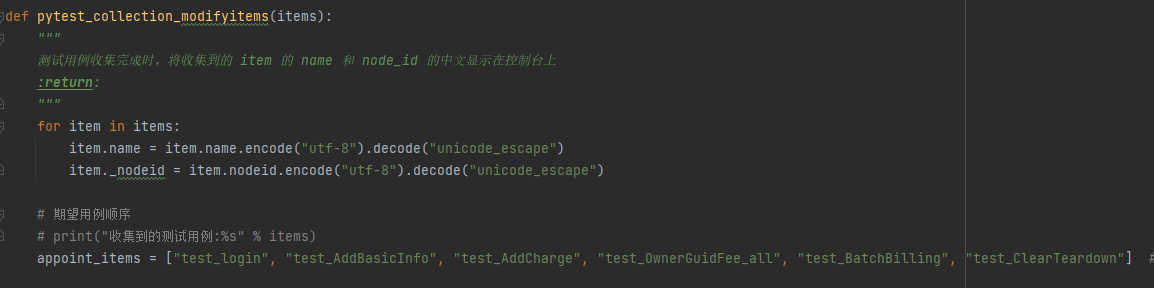 def pytest_collection_modifyitems(items):
"""
测试用例收集完成时，将收集到的 item 的 name 和 node_id 的中文显示在控制台上
:return:
"""
for item in items:
item.name = item.name.encode("utf-8").decode("unicode_escape")
item._nodeid = item.nodeid.encode("utf-8").decode("unicode_escape")
# 期望用例顺序
# print("收集到的测试用例:%s" % items)
appoint_items = ["test_login", "test_AddBasicInfo", "test_AddCharge", "test_OwnerGuidFee_all", "test_BatchBilling", "test_ClearTeardown"] #